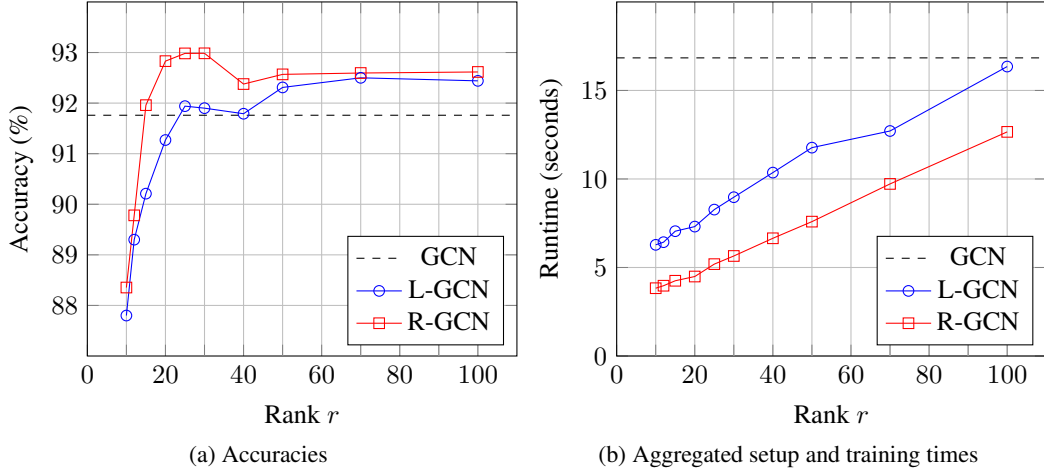 93
92
91
90
89
88
0
20
40
60
80
100
Accuracy (%)
Rank r
GCN
L-GCN
R-GCN
(a) Accuracies
15
10
5
0
0
20
40
60
80
100
Runtime (seconds)
Rank r
GCN
L-GCN
R-GCN
(b) Aggregated setup and training times